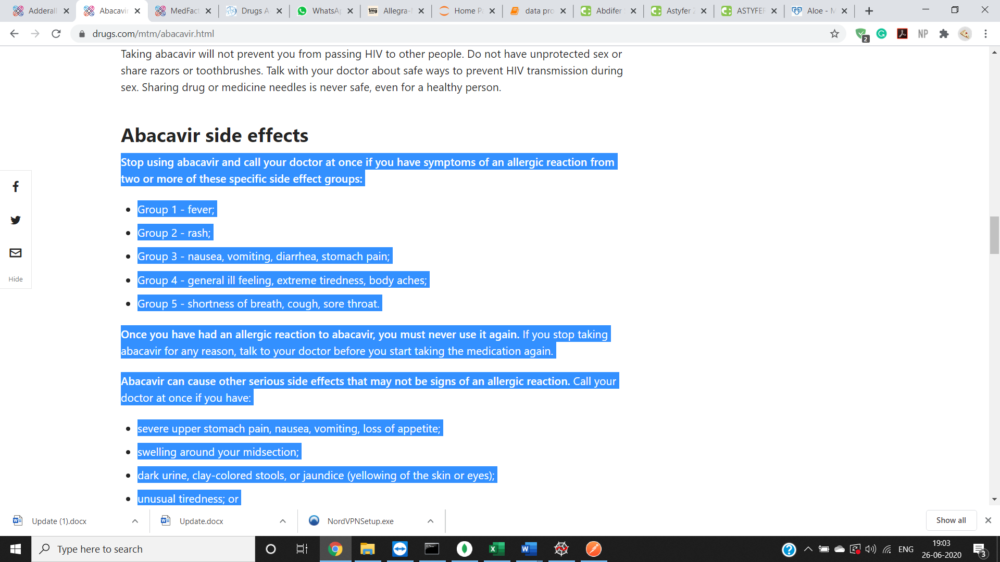 Adderall
Abacavir
MedFact
Drugs A-
WhatsAp
1mg
Allegra-
Home Pa
data pro
Abdifer
Astyfer Z
ASTYFER
Aloe - M
drugs.com/mtm/abacavir.html
2
NP
Taking abacavir will not prevent you from passing HIV to other people. Do not have unprotected sex or
share razors or toothbrushes. Talk with your doctor about safe ways to prevent HIV transmission during
sex. Sharing drug or medicine needles is never safe, even for a healthy person.
Abacavir side effects
Stop using abacavir and call your doctor at once if you have symptoms of an allergic reaction from
two or more of these specific side effect groups:
Group 1 - fever;
Group 2 - rash;
Group 3 - nausea, vomiting, diarrhea, stomach pain;
Group 4 - general ill feeling, extreme tiredness, body aches;
Group 5 - shortness of breath, cough, sore throat.
Hide
Once you have had an allergic reaction to abacavir, you must never use it again. If you stop taking
abacavir for any reason, talk to your doctor before you start taking the medication again.
Abacavir can cause other serious side effects that may not be signs of an allergic reaction. Call your
doctor at once if you have:
severe upper stomach pain, nausea, vomiting, loss of appetite;
swelling around your midsection;
dark urine, clay-colored stools, or jaundice (yellowing of the skin or eyes);
unusual tiredness; or
Update (1).docx
Update.docx
NordVPNSetup.exe
Show all
Type here to search
ENG
19:03
26-06-2020
3